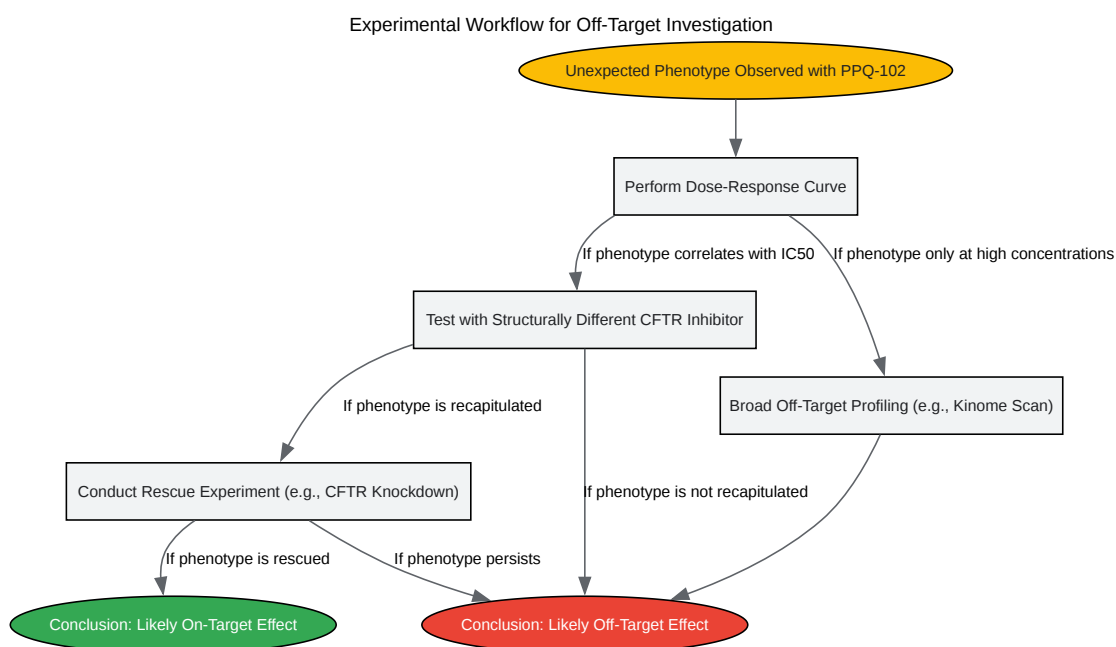 Experimental Workflow for Off-Target Investigation
Unexpected Phenotype Observed with PPQ-102
Perform Dose-Response Curve
If phenotype correlates with IC50
If phenotype only at high concentrations
Test with Structurally Different CFTR Inhibitor
Broad Off-Target Profiling (e.g., Kinome Scan)
If phenotype is recapitulated
Conduct Rescue Experiment (e.g., CFTR Knockdown)
If phenotype is not recapitulated
If phenotype is rescued
If phenotype persists
Conclusion: Likely On-Target Effect
Conclusion: Likely Off-Target Effect